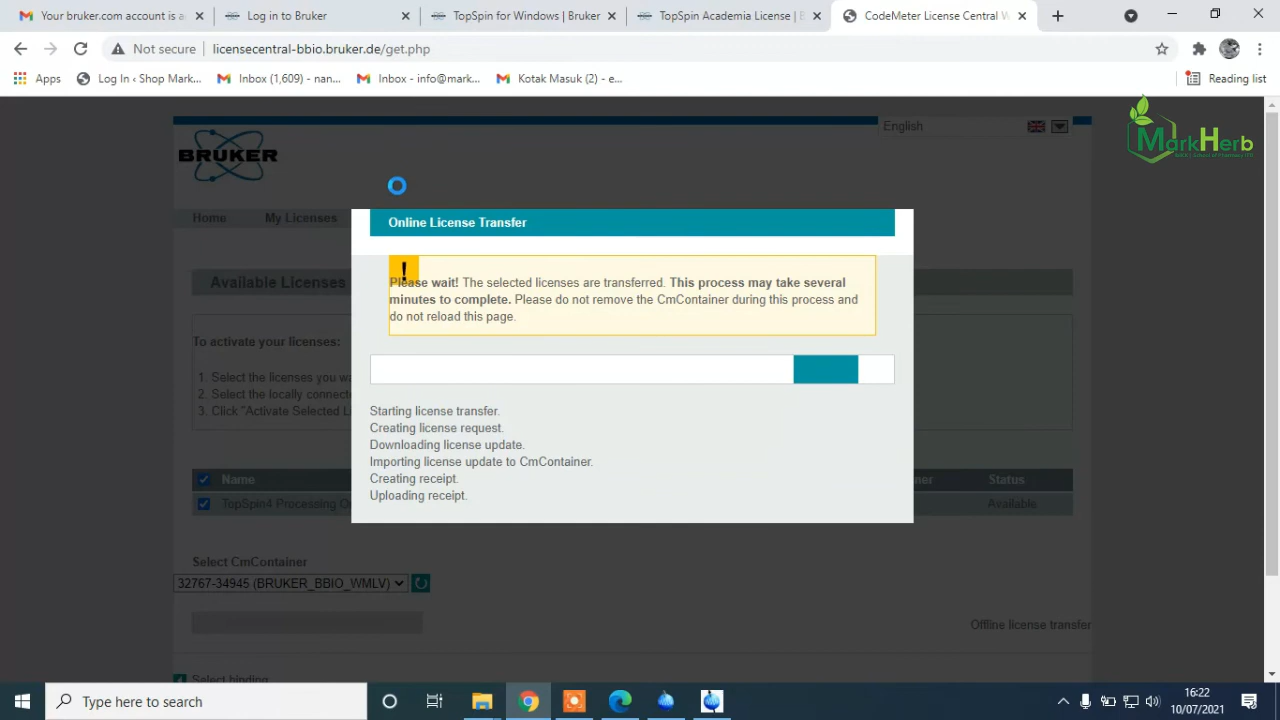 Your bruker.com account is a
Log in to Bruker
TopSpin for Windows | Bruker
TopSpin Academia License | B
CodeMeter License Central W
Not secure
licensecentral-bbio.bruker.de/get.php
Apps
Log In ‹ Shop Mark...
Inbox (1,609) - nan...
Inbox - info@mark...
Kotak Masuk (2) - e...
Reading list
English
BRUKER
MarkHerb
Home
My Licenses
Online License Transfer
Please wait! The selected licenses are transferred. This process may take several
minutes to complete. Please do not remove the CmContainer during this process and
do not reload this page.
Available Licenses
To activate your licenses:
1. Select the licenses you wa
2. Select the locally connecte
3. Click "Activate Selected L
Starting license transfer.
Creating license request.
Downloading license update.
Importing license update to CmContainer.
Creating receipt.
Uploading receipt.
Name
ner
Status
TopSpin4 Processing O
Available
Select CmContainer
32767-34945 (BRUKER_BBIO_WMLV)
Offline license transfer
Select binding
Type here to search
16:22
10/07/2021